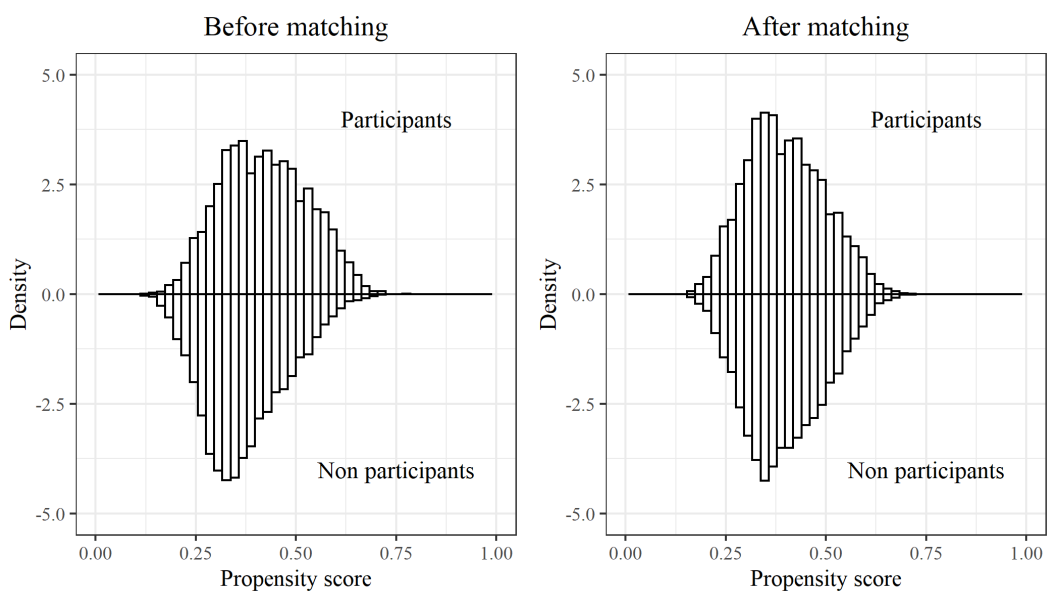 Before matching
After matching
5.0
2.5
0.0
-2.5
-5.0
Density
Participants
Non participants
0.00
0.25
0.50
0.75
1.00
Propensity score
5.0
2.5
0.0
-2.5
-5.0
Density
Participants
Non participants
0.00
0.25
0.50
0.75
1.00
Propensity score